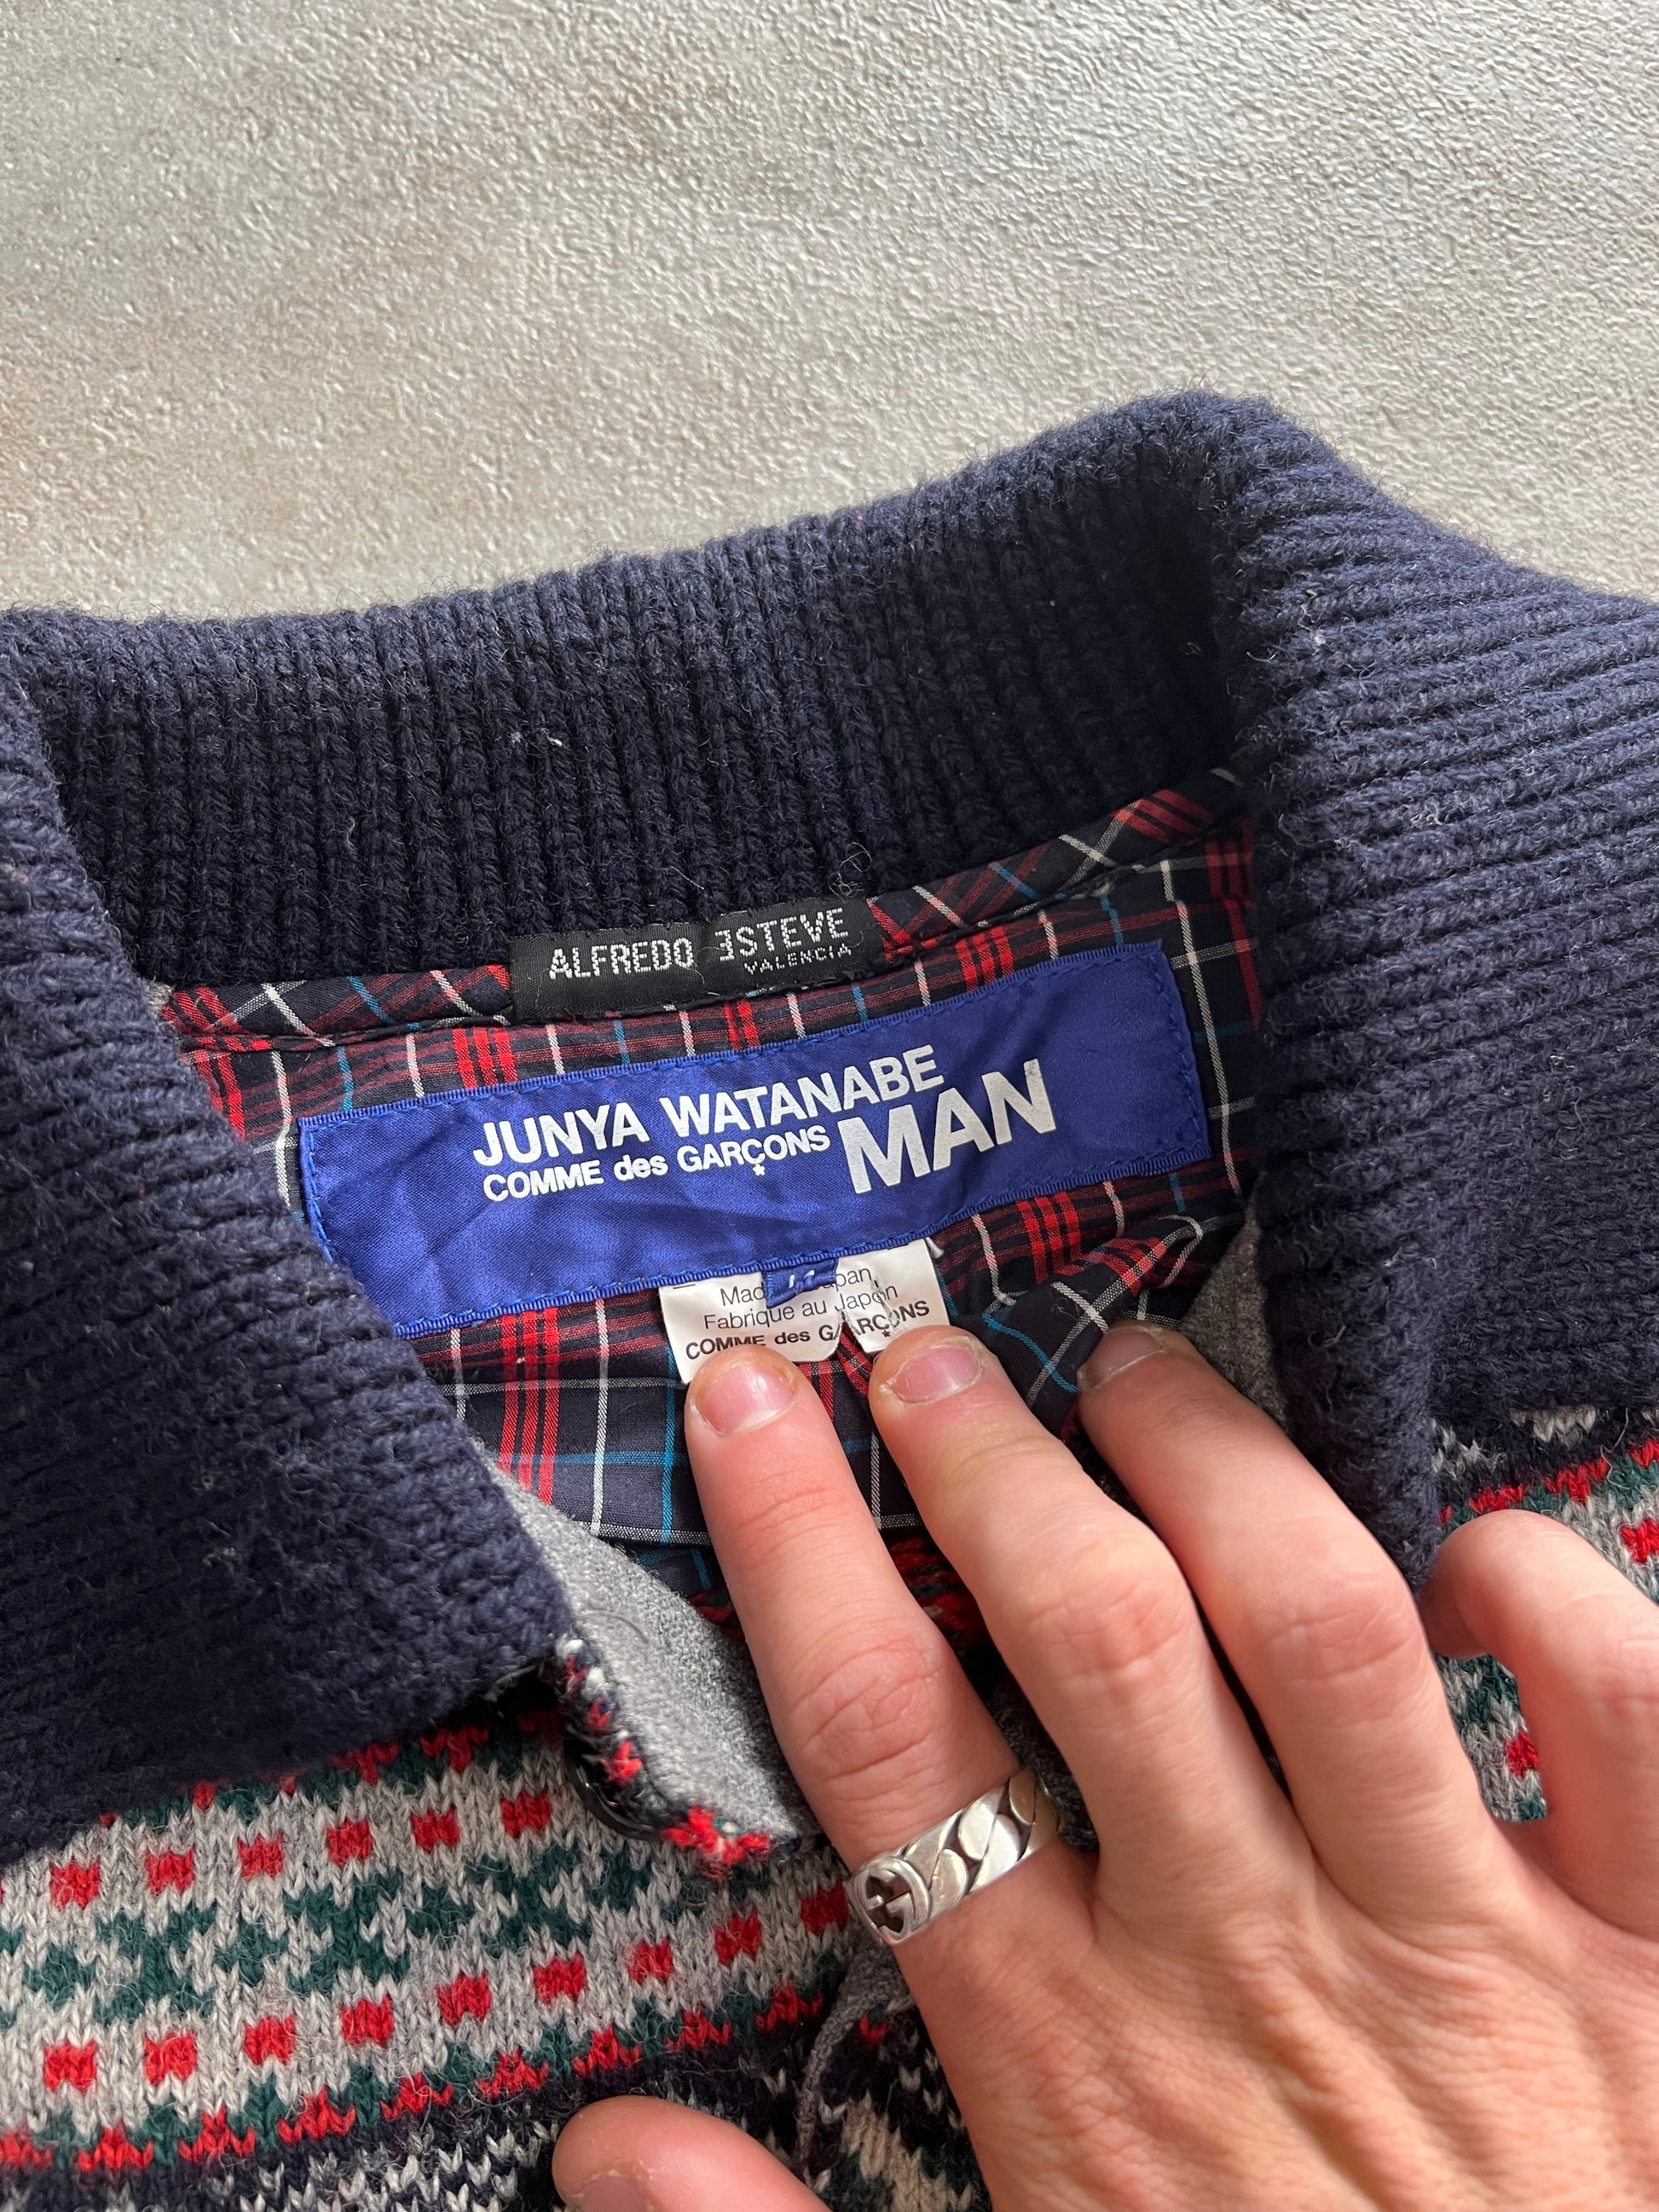 ALFREDO ESTEVE
VALENCIA
JUNYA WATANABE
COMME des GARÇONS MAN
Fabrique au Japon
COMME des GARÇONS